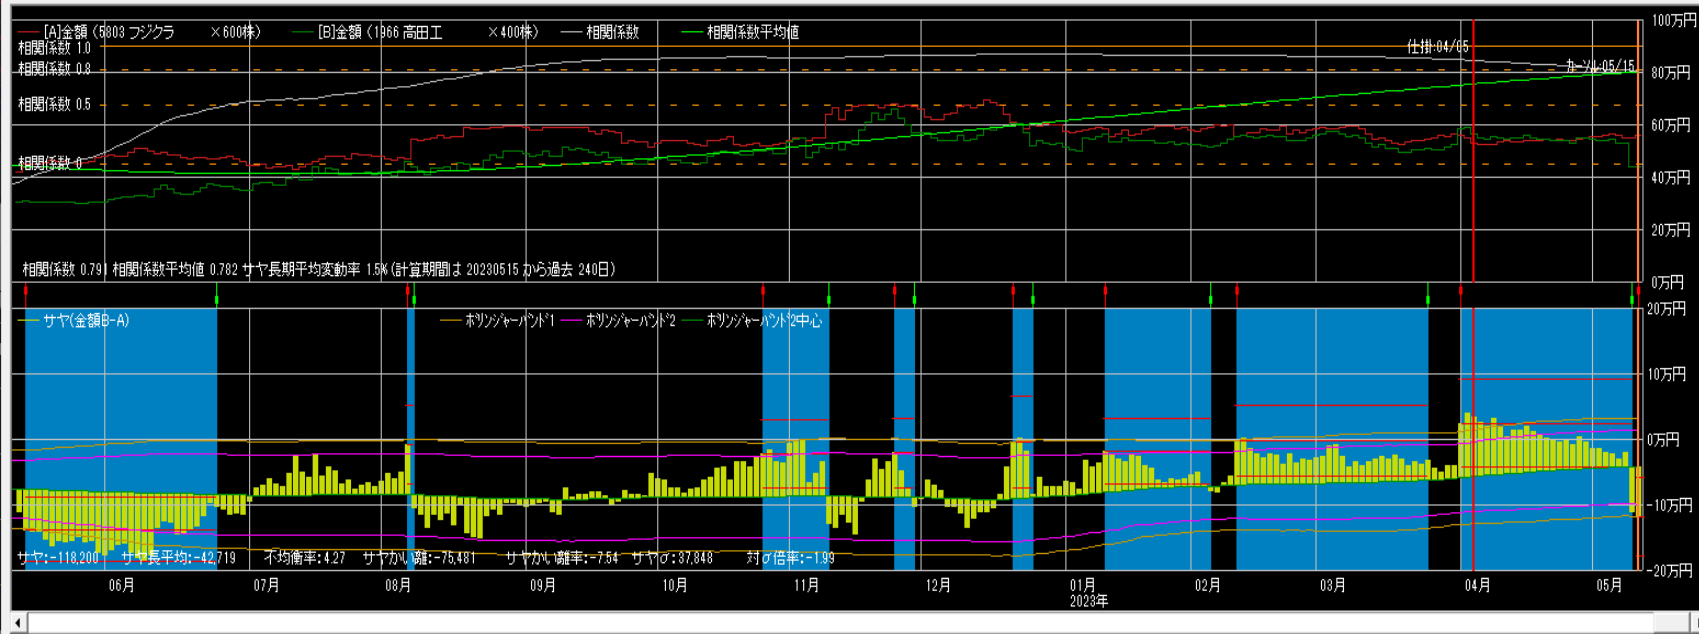 [A]金額（5803 フジクラ ×600株） [B]金額（1966 高田工 ×400株） 相関係数 相関係数平均値
100万円
相関係数 1.0
仕掛:04/05
相関係数 0.8
カーソル:05/15
80万円
相関係数 0.5
60万円
相関係数 0
40万円
20万円
相関係数 0.791 相関係数平均値 0.782 サヤ長期平均変動率 1.5%(計算期間は 20230515 から過去 240日)
0万円
20万円
サヤ(金額B-A) ボリンジャーバンド1 ボリンジャーバンド2 ボリンジャーバンド2中心
10万円
0万円
-10万円
サヤ:-118,200 サヤ長平均:-42,719 不均衡率:4.27 サヤかい離:-75,481 サヤかい離率:-7.54 サヤσ:37,848 対σ倍率:-1.99
-20万円
06月 07月 08月 09月 10月 11月 12月 01月 02月 03月 04月 05月
2023年